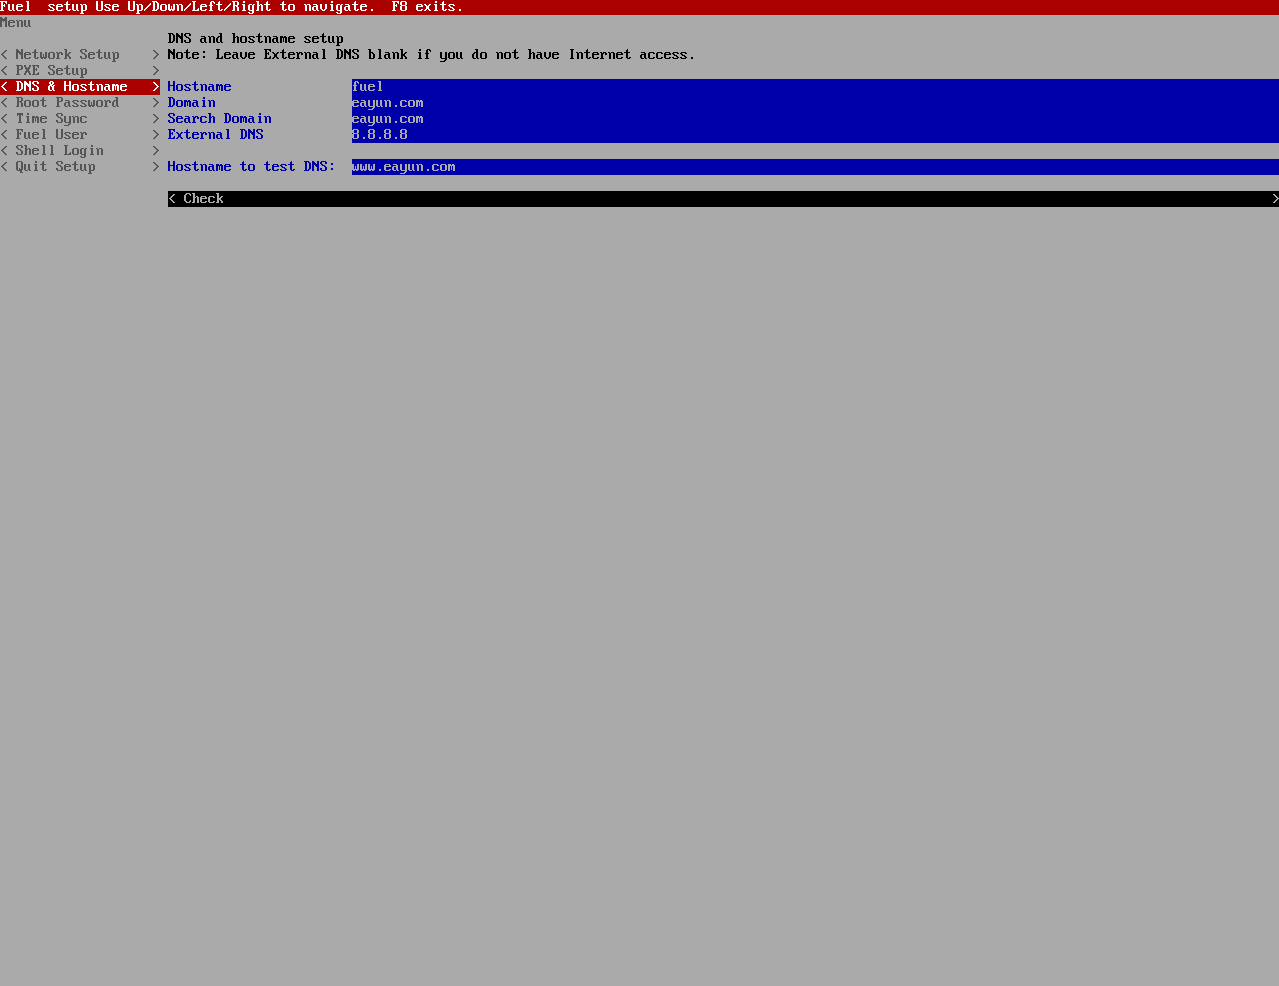 Fuel  setup Use Up/Down/Left/Right to navigate.  F8 exits.
Menu
DNS and hostname setup
< Network Setup    > Note: Leave External DNS blank if you do not have Internet access.
< PXE Setup        >
< DNS & Hostname   > Hostname               fuel
< Root Password    > Domain                 eayun.com
< Time Sync        > Search Domain          eayun.com
< Fuel User        > External DNS           8.8.8.8
< Shell Login      >
< Quit Setup       > Hostname to test DNS:  www.eayun.com
< Check >